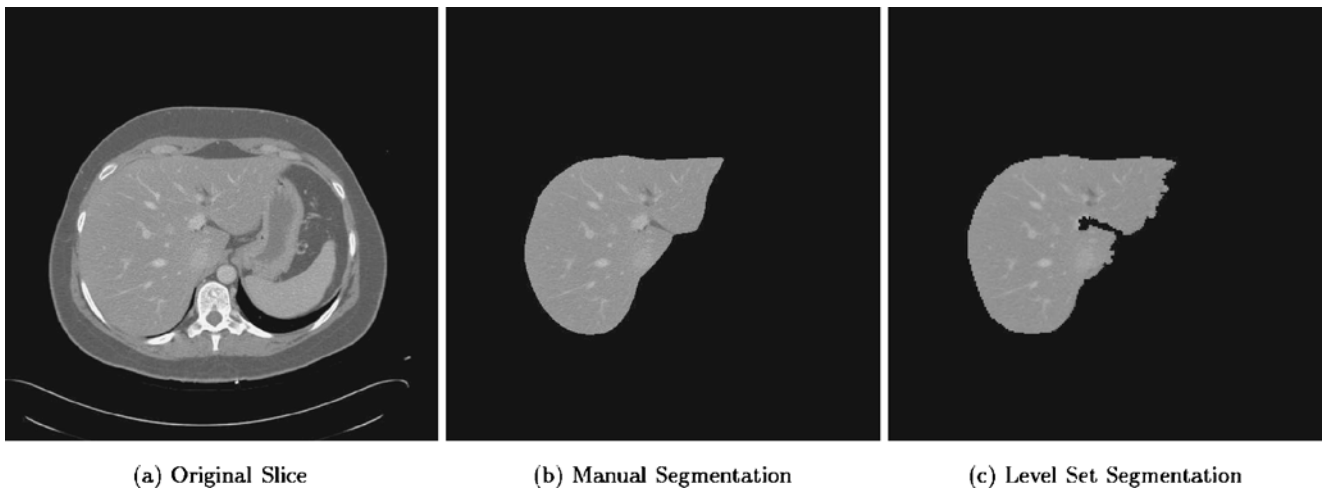 (a) Original Slice
(b) Manual Segmentation
(c) Level Set Segmentation